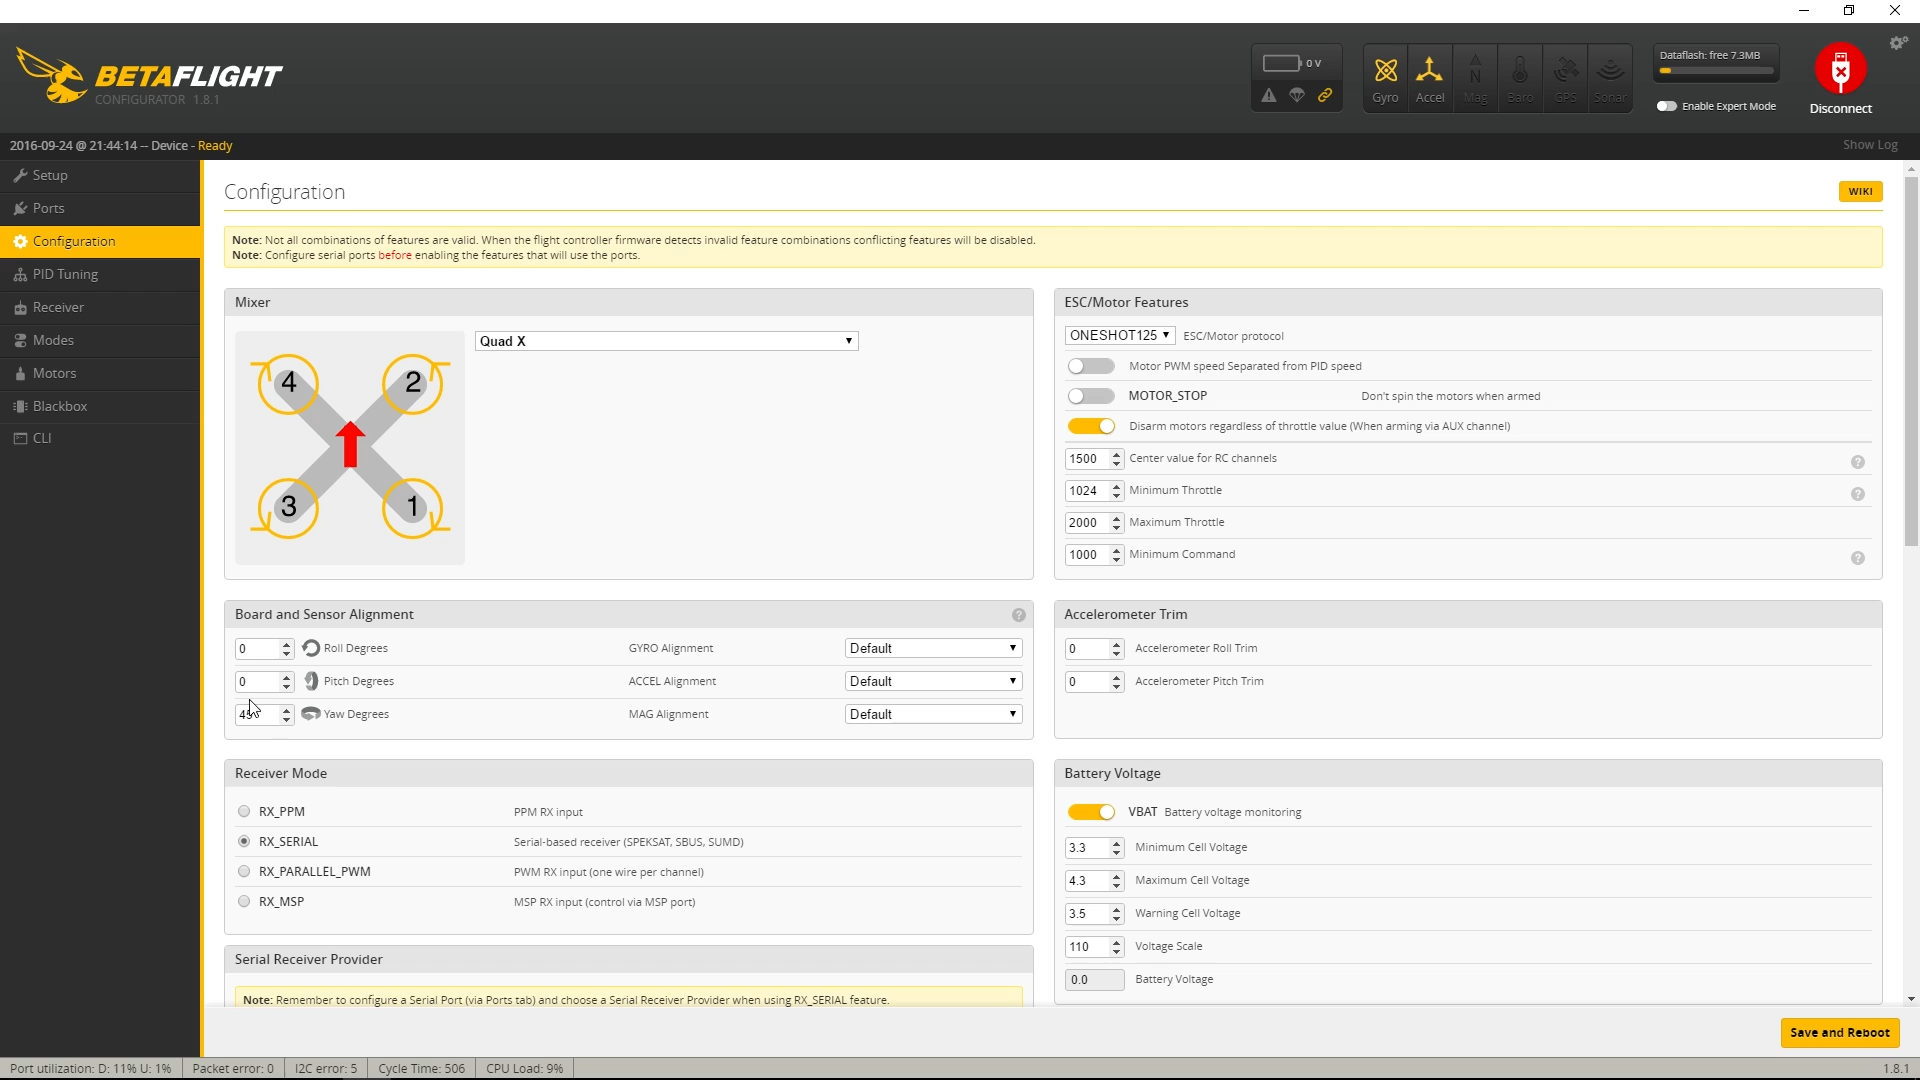 BETAFLIGHT
CONFIGURATOR 1.8.1
0 V
Gyro Accel Mag Baro GPS Sonar
Dataflash: free 7.3MB
Enable Expert Mode
Disconnect
2016-09-24 @ 21:44:14 -- Device - Ready
Show Log
Setup
Ports
Configuration
PID Tuning
Receiver
Modes
Motors
Blackbox
CLI
Configuration
WIKI
Note: Not all combinations of features are valid. When the flight controller firmware detects invalid feature combinations conflicting features will be disabled.
Note: Configure serial ports before enabling the features that will use the ports.
Mixer
4 2
3 1
Quad X
ESC/Motor Features
ONESHOT125 ESC/Motor protocol
Motor PWM speed Separated from PID speed
MOTOR_STOP Don't spin the motors when armed
Disarm motors regardless of throttle value (When arming via AUX channel)
1500 Center value for RC channels ?
1024 Minimum Throttle ?
2000 Maximum Throttle
1000 Minimum Command ?
Board and Sensor Alignment ?
0 Roll Degrees GYRO Alignment Default
0 Pitch Degrees ACCEL Alignment Default
45 Yaw Degrees MAG Alignment Default
Accelerometer Trim
0 Accelerometer Roll Trim
0 Accelerometer Pitch Trim
Receiver Mode
RX_PPM PPM RX input
RX_SERIAL Serial-based receiver (SPEKSAT, SBUS, SUMD)
RX_PARALLEL_PWM PWM RX input (one wire per channel)
RX_MSP MSP RX input (control via MSP port)
Serial Receiver Provider
Note: Remember to configure a Serial Port (via Ports tab) and choose a Serial Receiver Provider when using RX_SERIAL feature.
Battery Voltage
VBAT Battery voltage monitoring
3.3 Minimum Cell Voltage
4.3 Maximum Cell Voltage
3.5 Warning Cell Voltage
110 Voltage Scale
0.0 Battery Voltage
Save and Reboot
Port utilization: D: 11% U: 1% Packet error: 0 I2C error: 5 Cycle Time: 506 CPU Load: 9%
1.8.1